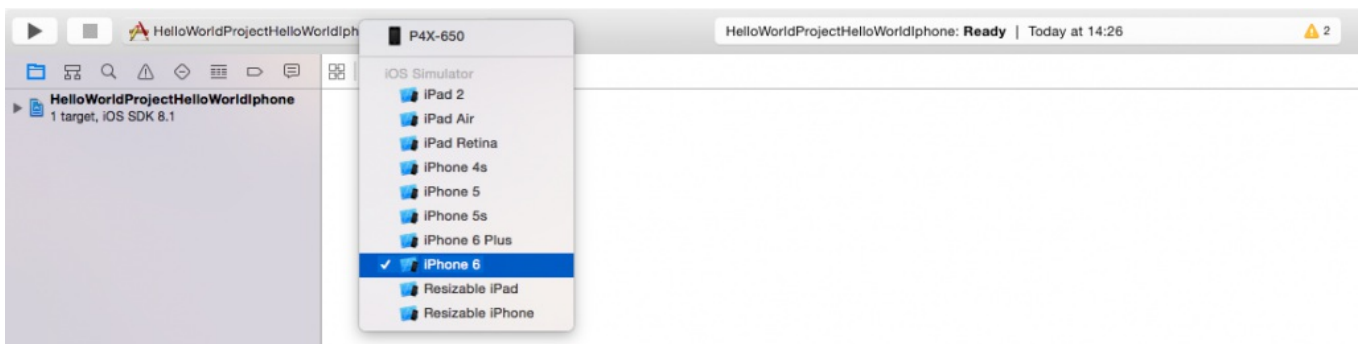 HelloWorldProjectHelloWorldIph
HelloWorldProjectHelloWorldIphone: Ready | Today at 14:26
2
HelloWorldProjectHelloWorldIphone
1 target, iOS SDK 8.1
P4X-650
iOS Simulator
iPad 2
iPad Air
iPad Retina
iPhone 4s
iPhone 5
iPhone 5s
iPhone 6 Plus
iPhone 6
Resizable iPad
Resizable iPhone